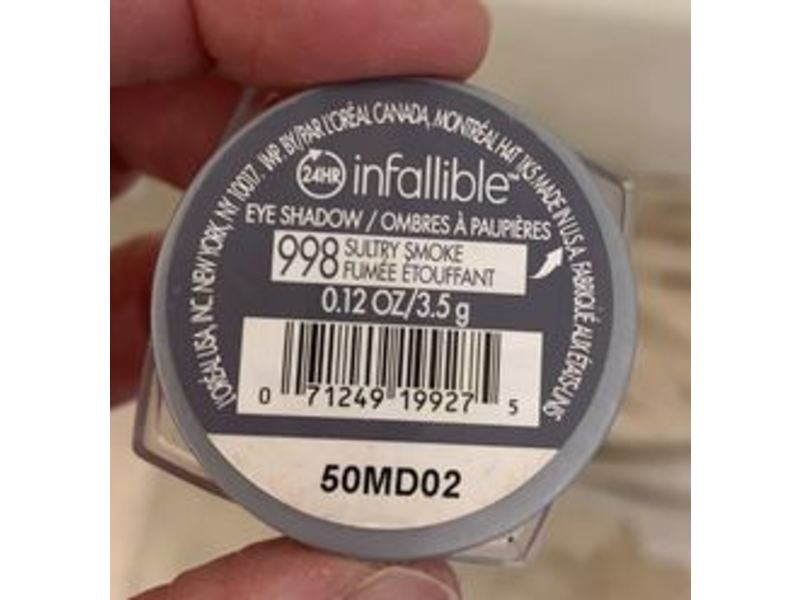 L'ORÉAL USA, INC. NEW YORK, NY 10017. IMP. BY/PAR L'ORÉAL CANADA, MONTRÉAL H4T 1K5 MADE IN U.S.A. FABRIQUÉ AUX ÉTATS-UNIS
24HR infallible™
EYE SHADOW / OMBRES À PAUPIÈRES
998 SULTRY SMOKE
FUMÉE ÉTOUFFANT
0.12 OZ/3.5 g
0 71249 19927 5
50MD02